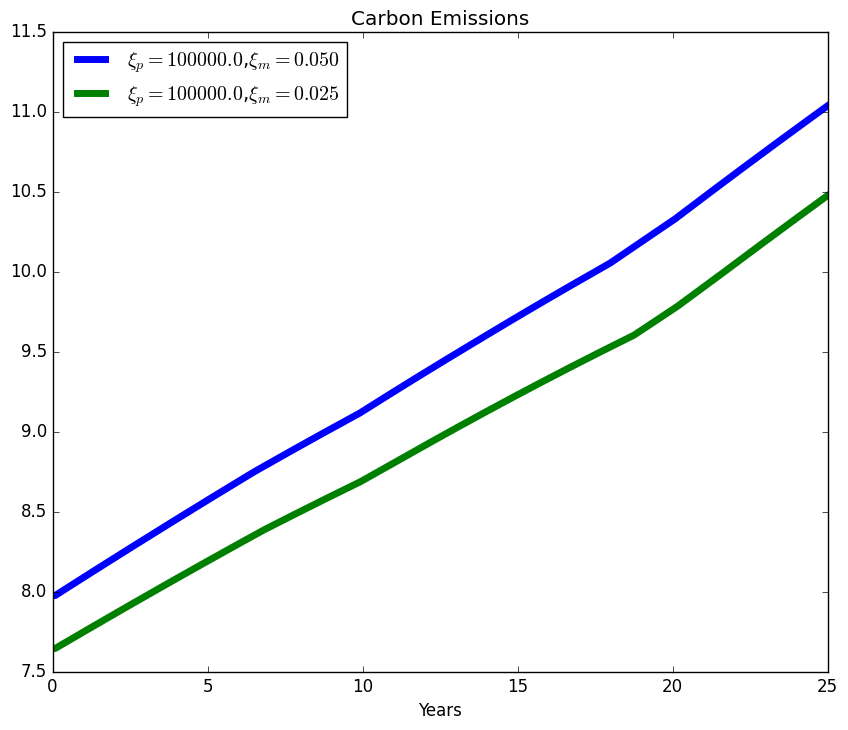 Carbon Emissions
11.5
11.0
10.5
10.0
9.5
9.0
8.5
8.0
7.5
ξₚ = 100000.0,ξₘ = 0.050
ξₚ = 100000.0,ξₘ = 0.025
0 5 10 15 20 25
Years